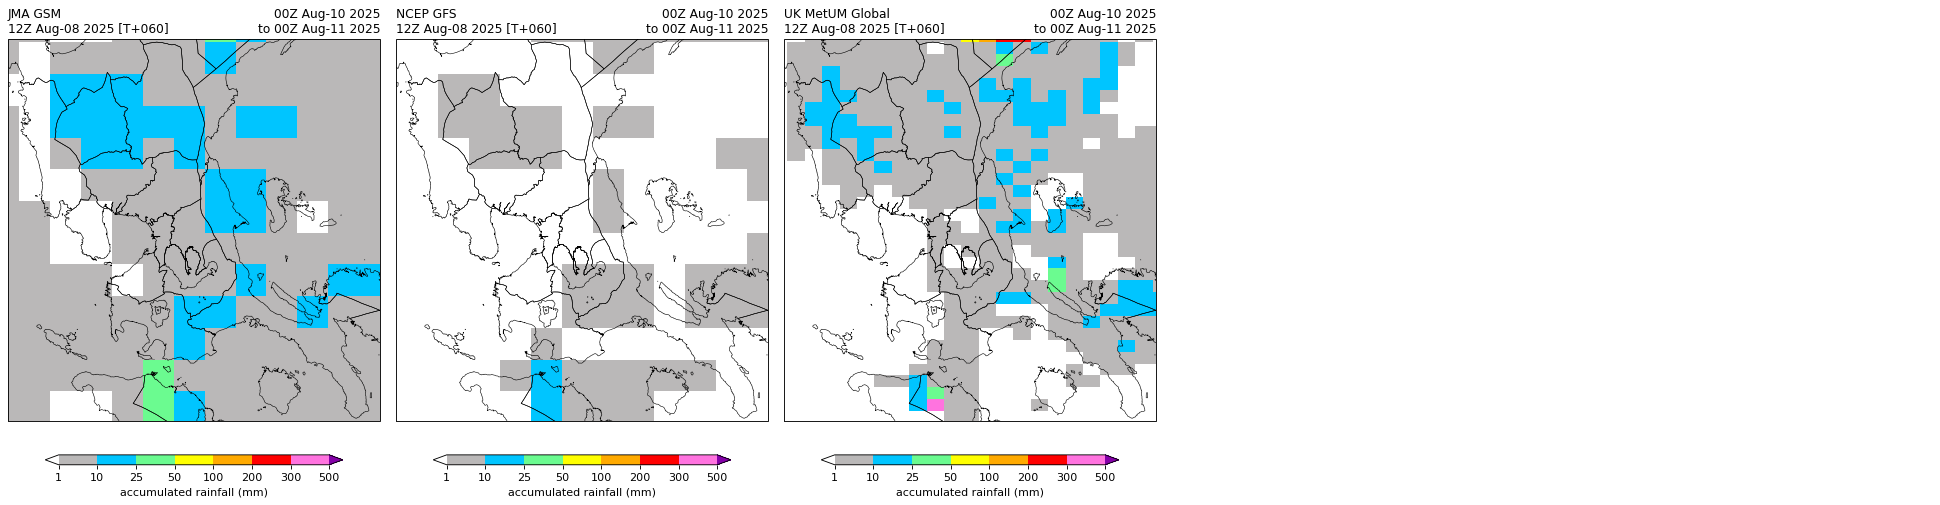 JMA GSM 00Z Aug-10 2025
12Z Aug-08 2025 [T+060] to 00Z Aug-11 2025
NCEP GFS 00Z Aug-10 2025
12Z Aug-08 2025 [T+060] to 00Z Aug-11 2025
UK MetUM Global 00Z Aug-10 2025
12Z Aug-08 2025 [T+060] to 00Z Aug-11 2025
1 10 25 50 100 200 300 500
accumulated rainfall (mm)
1 10 25 50 100 200 300 500
accumulated rainfall (mm)
1 10 25 50 100 200 300 500
accumulated rainfall (mm)